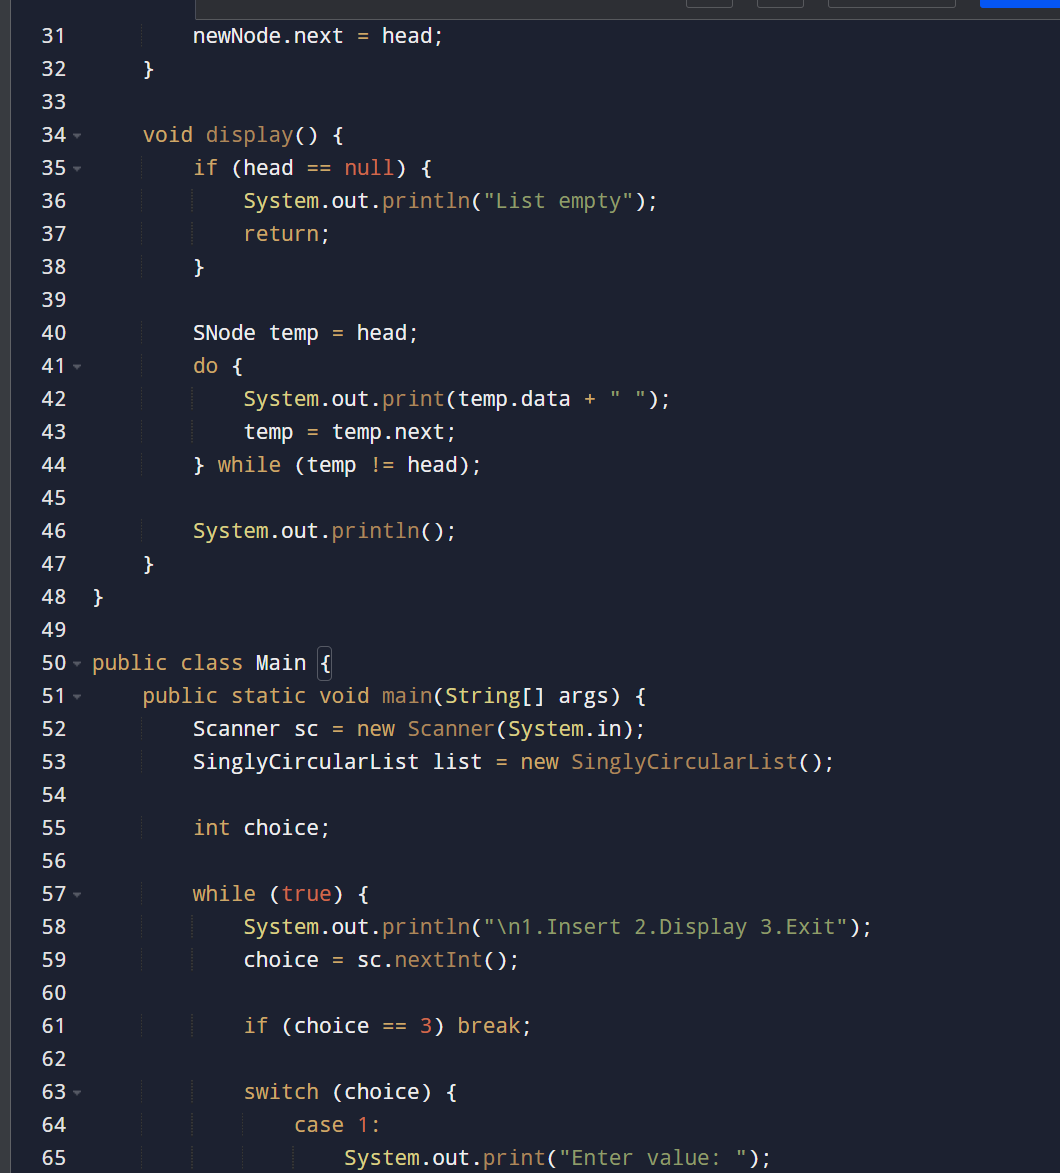 31 newNode.next = head;
32 }
33
34 void display() {
35 if (head == null) {
36 System.out.println("List empty");
37 return;
38 }
39
40 SNode temp = head;
41 do {
42 System.out.print(temp.data + " ");
43 temp = temp.next;
44 } while (temp != head);
45
46 System.out.println();
47 }
48 }
49
50 public class Main {
51 public static void main(String[] args) {
52 Scanner sc = new Scanner(System.in);
53 SinglyCircularList list = new SinglyCircularList();
54
55 int choice;
56
57 while (true) {
58 System.out.println("\n1.Insert 2.Display 3.Exit");
59 choice = sc.nextInt();
60
61 if (choice == 3) break;
62
63 switch (choice) {
64 case 1:
65 System.out.print("Enter value: ");